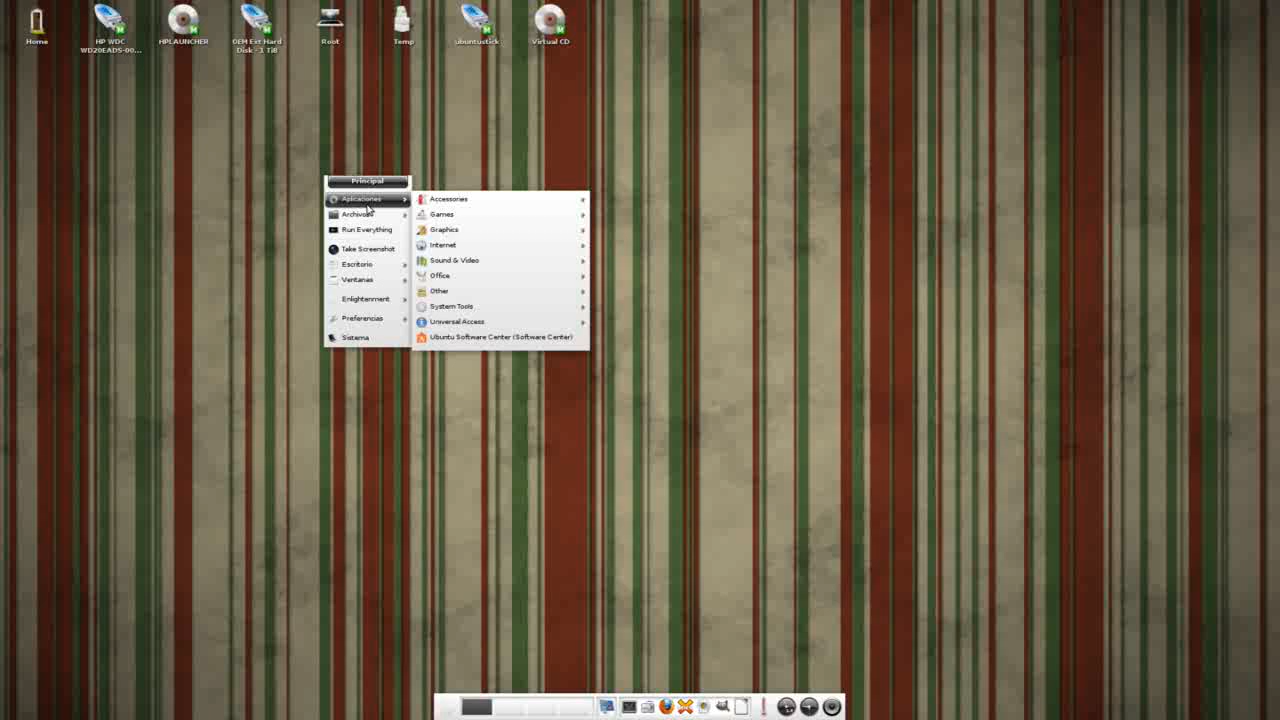 Home
HP WDC
WD20EADS-00...
HPLAUNCHER
OEM Ext Hard
Disk - 1 TiB
Root
Temp
ubuntustick
Virtual CD
Principal
Aplicaciones
Archivos
Run Everything
Take Screenshot
Escritorio
Ventanas
Enlightenment
Preferencias
Sistema
Accessories
Games
Graphics
Internet
Sound & Video
Office
Other
System Tools
Universal Access
Ubuntu Software Center (Software Center)